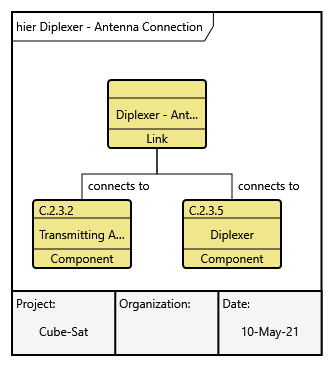 hier Diplexer - Antenna Connection
Diplexer - Ant...
Link
connects to
connects to
C.2.3.2
Transmitting A...
Component
C.2.3.5
Diplexer
Component
Project:
Cube-Sat
Organization:
Date:
10-May-21